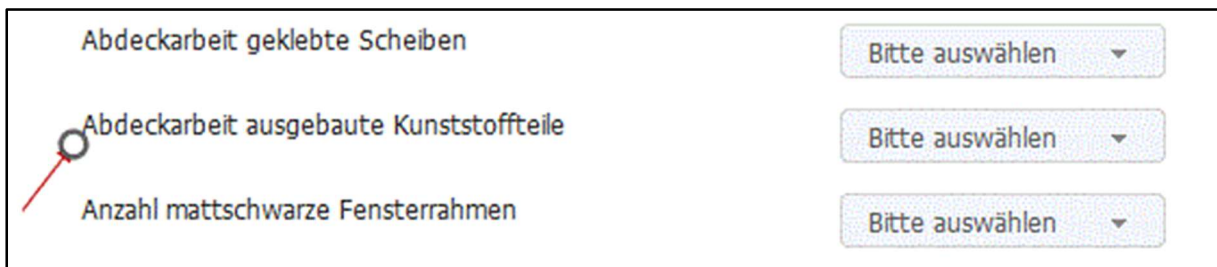 Abdeckarbeit geklebte Scheiben Bitte auswählen
Abdeckarbeit ausgebaute Kunststoffteile Bitte auswählen
Anzahl mattschwarze Fensterrahmen Bitte auswählen